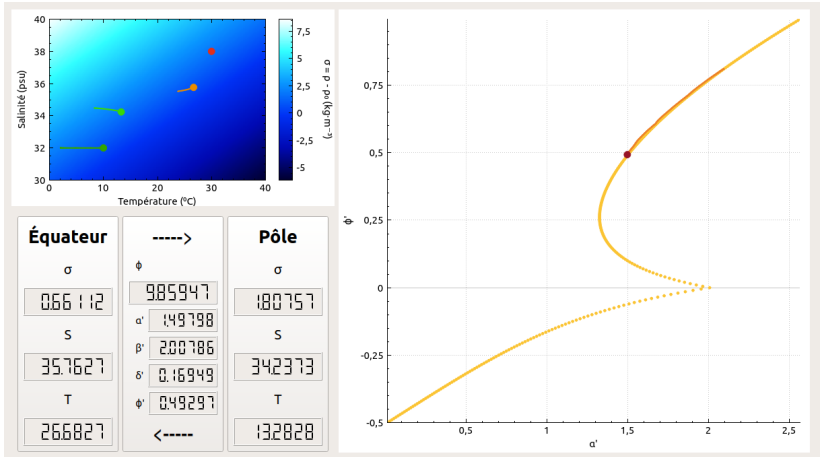 40
38
36
34
32
30
Salinité (psu)
0 10 20 30 40
Température (⁰C)
7,5
5
2,5
0
-2,5
-5
σ = ρ - ρ₀ (kg·m⁻³)
Équateur
σ
0.66112
S
35.7627
T
26.6827
----->
ϕ
9.85947
α' 1.49798
β' 2.00786
δ' 0.16949
ϕ' 0.49297
<-----
Pôle
σ
1.80757
S
34.2373
T
13.2828
0,75
0,5
0,25
0
-0,25
-0,5
ϕ'
0,5 1 1,5 2 2,5
α'